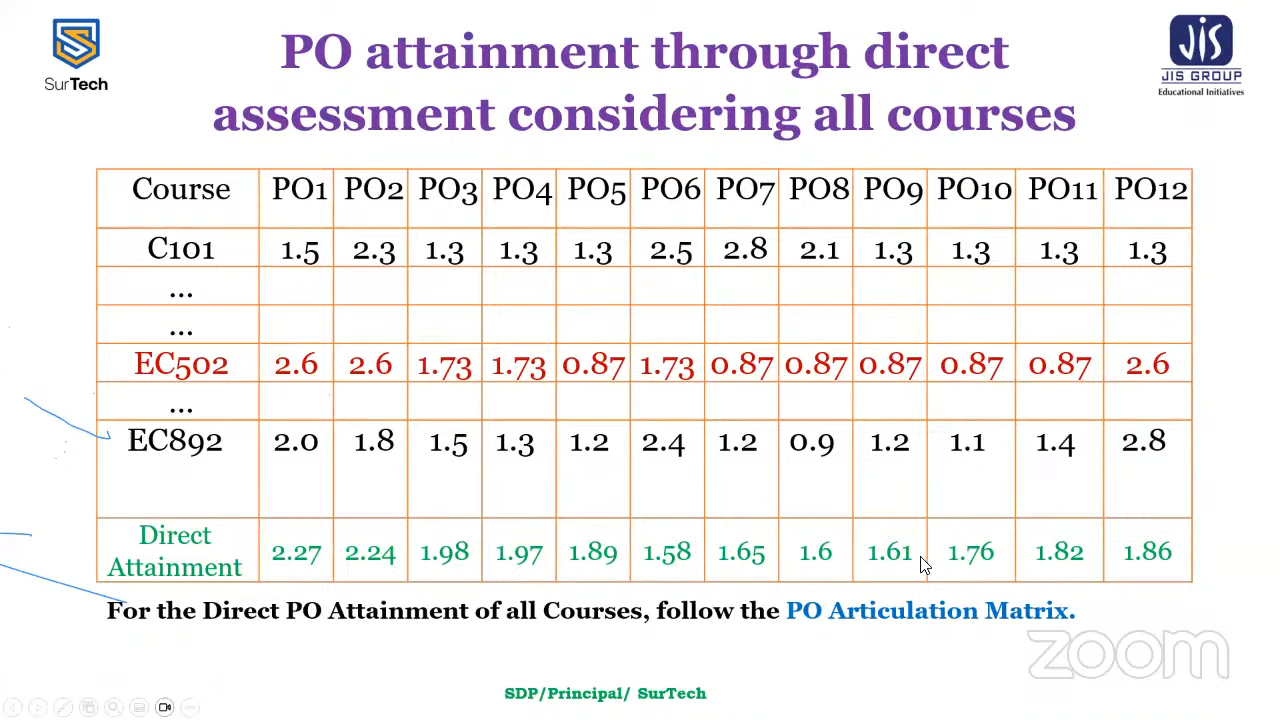 SurTech
PO attainment through direct
assessment considering all courses
JIS
JIS GROUP
Educational Initiatives
Course PO1 PO2 PO3 PO4 PO5 PO6 PO7 PO8 PO9 PO10 PO11 PO12
C101 1.5 2.3 1.3 1.3 1.3 2.5 2.8 2.1 1.3 1.3 1.3 1.3
...
...
EC502 2.6 2.6 1.73 1.73 0.87 1.73 0.87 0.87 0.87 0.87 0.87 2.6
...
EC892 2.0 1.8 1.5 1.3 1.2 2.4 1.2 0.9 1.2 1.1 1.4 2.8
Direct
Attainment 2.27 2.24 1.98 1.97 1.89 1.58 1.65 1.6 1.61 1.76 1.82 1.86
For the Direct PO Attainment of all Courses, follow the PO Articulation Matrix.
zoom
SDP/Principal/ SurTech